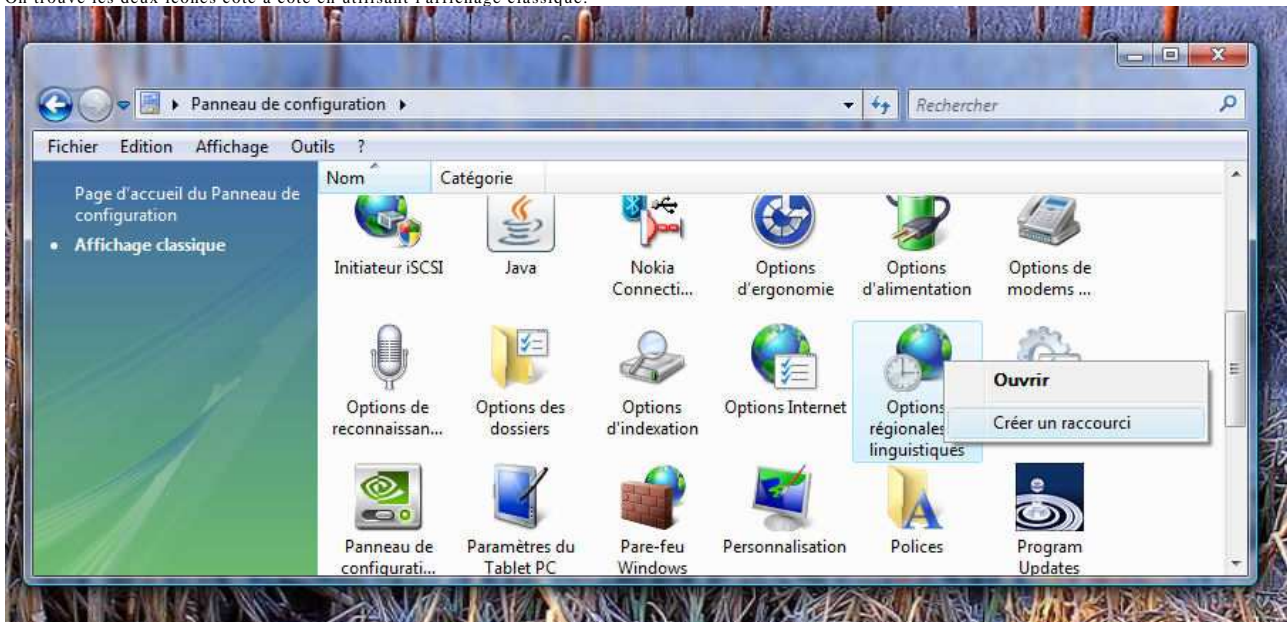 On trouve les deux icônes côte à côte en utilisant l'affichage classique.
Panneau de configuration
Rechercher
Fichier Edition Affichage Outils ?
Nom Catégorie
Page d'accueil du Panneau de
configuration
Affichage classique
Initiateur iSCSI
Java
Nokia
Connecti...
Options
d'ergonomie
Options
d'alimentation
Options de
modems ...
Options de
reconnaissan...
Options des
dossiers
Options
d'indexation
Options Internet
Options
régionales
linguistiques
Ouvrir
Créer un raccourci
Panneau de
configurati...
Paramètres du
Tablet PC
Pare-feu
Windows
Personnalisation
Polices
Program
Updates